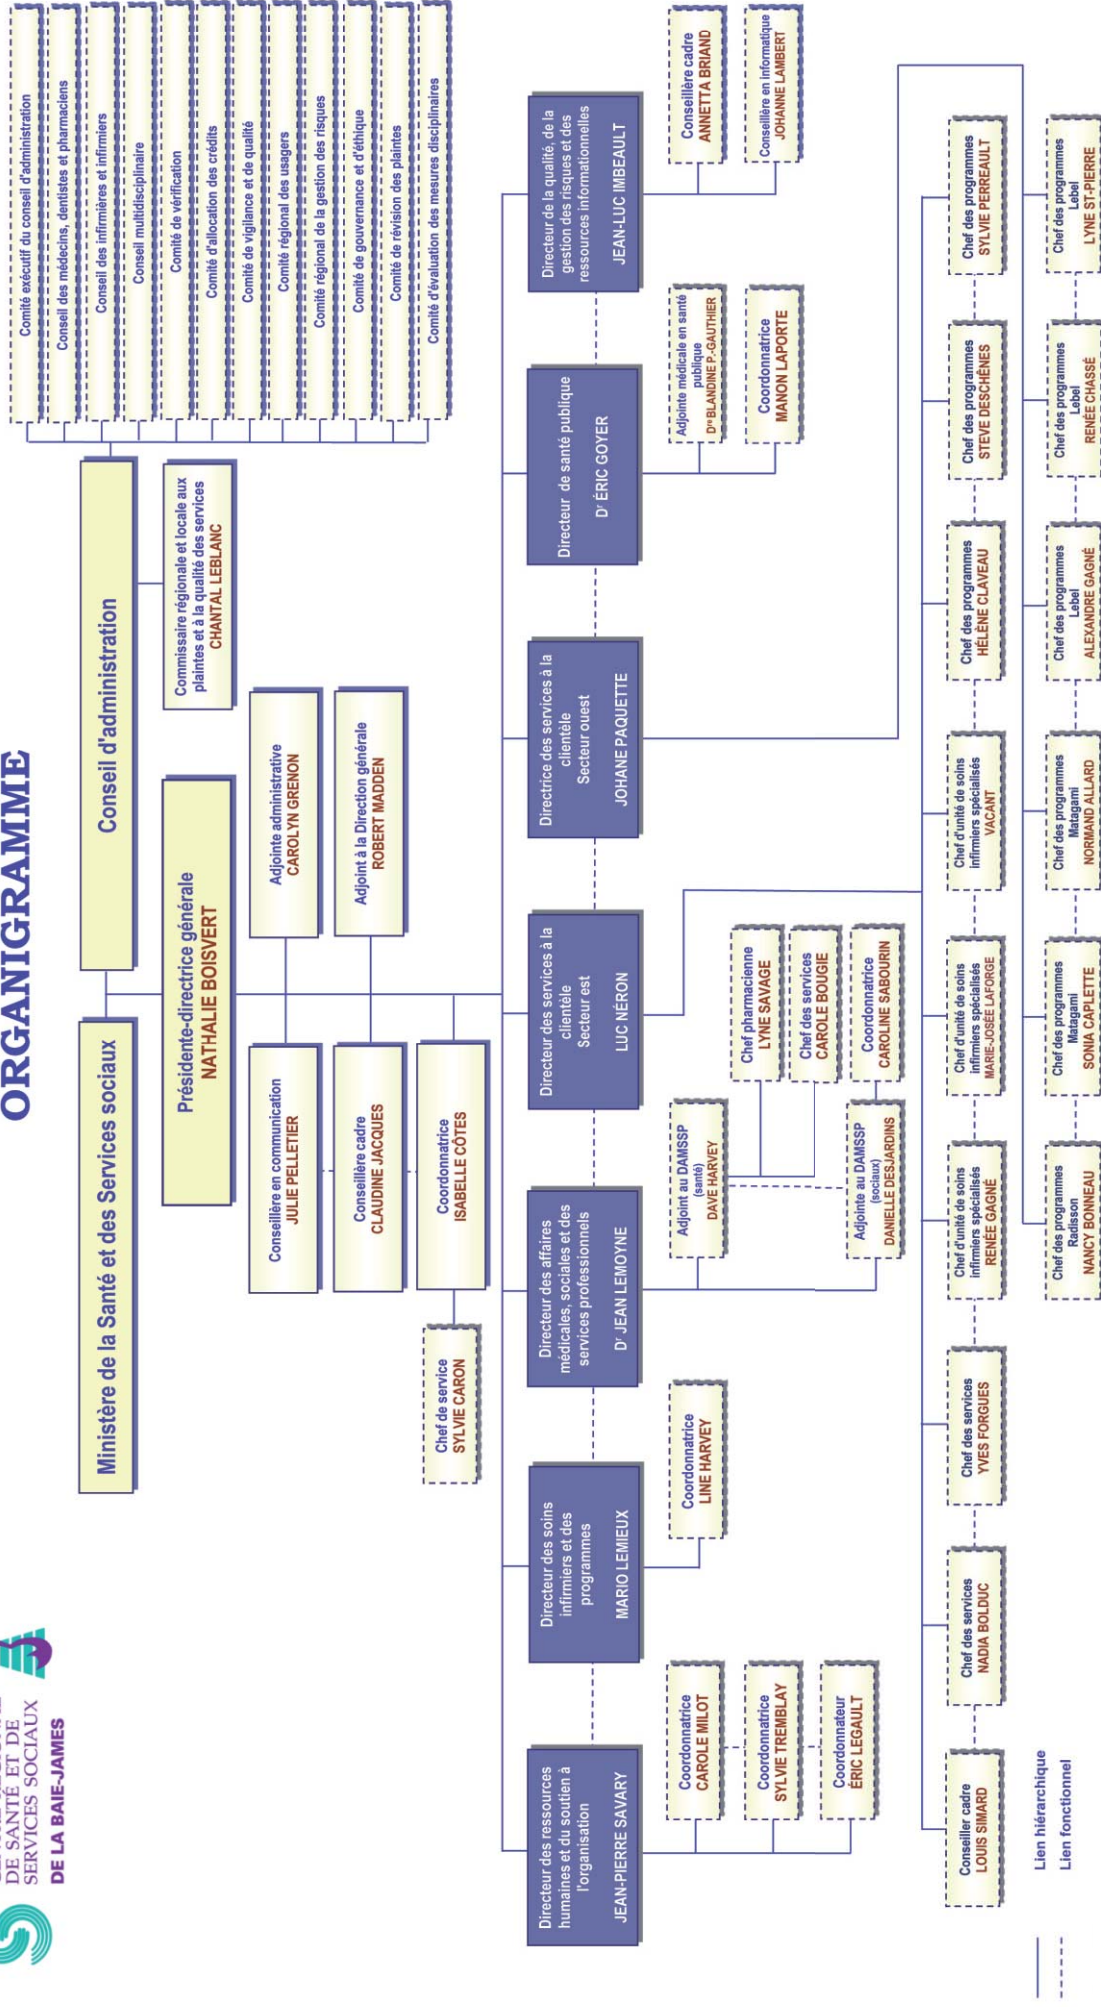 ORGANIGRAMME
DE SANTÉ ET DE
SERVICES SOCIAUX
DE LA BAIE-JAMES
Ministère de la Santé et des Services sociaux
Conseil d'administration
Comité exécutif du conseil d'administration
Conseil des médecins, dentistes et pharmaciens
Conseil des infirmières et infirmiers
Conseil multidisciplinaire
Comité de vérification
Comité d'allocation des crédits
Comité de vigilance et de qualité
Comité régional des usagers
Comité régional de la gestion des risques
Comité de gouvernance et d'éthique
Comité de révision des plaintes
Comité d'évaluation des mesures disciplinaires
Présidente-directrice générale
NATHALIE BOISVERT
Commissaire régionale et locale aux
plaintes et à la qualité des services
CHANTAL LEBLANC
Conseillère en communication
JULIE PELLETIER
Adjointe administrative
CAROLYN GRENON
Conseillère cadre
CLAUDINE JACQUES
Adjoint à la Direction générale
ROBERT MADDEN
Coordonnatrice
ISABELLE CÔTES
Chef de service
SYLVIE CARON
Directeur des ressources
humaines et du soutien à
l'organisation
JEAN-PIERRE SAVARY
Directeur des soins
infirmiers et des
programmes
MARIO LEMIEUX
Directeur des affaires
médicales, sociales et des
services professionnels
Dr JEAN LEMOYNE
Directeur des services à la
clientèle
Secteur est
LUC NÉRON
Directrice des services à la
clientèle
Secteur ouest
JOHANE PAQUETTE
Directeur de santé publique
Dr ÉRIC GOYER
Directeur de la qualité, de la
gestion des risques et des
ressources informationnelles
JEAN-LUC IMBEAULT
Coordonnatrice
CAROLE MILOT
Coordonnatrice
SYLVIE TREMBLAY
Coordonnateur
ÉRIC LEGAULT
Coordonnatrice
LINE HARVEY
Adjoint au DAMSSP
(santé)
DAVE HARVEY
Chef pharmacienne
LYNE SAVAGE
Chef des services
CAROLE BOUGIE
Adjointe au DAMSSP
(sociaux)
DANIELLE DESJARDINS
Coordonnatrice
CAROLINE SABOURIN
Adjointe médicale en santé
publique
Dre BLANDINE P.-GAUTHIER
Coordonnatrice
MANON LAPORTE
Conseillère cadre
ANNETTA BRIAND
Conseillère en informatique
JOHANNE LAMBERT
Conseiller cadre
LOUIS SIMARD
Chef des services
NADIA BOLDUC
Chef des services
YVES FORGUES
Chef d'unité de soins
infirmiers spécialisés
RENÉE GAGNÉ
Chef d'unité de soins
infirmiers spécialisés
MARIE-JOSÉE LAFORGE
Chef d'unité de soins
infirmiers spécialisés
VACANT
Chef des programmes
HÉLÈNE CLAVEAU
Chef des programmes
STEVE DESCHÊNES
Chef des programmes
SYLVIE PERREAULT
Chef des programmes
Radisson
NANCY BONNEAU
Chef des programmes
Matagami
SONIA CAPLETTE
Chef des programmes
Matagami
NORMAND ALLARD
Chef des programmes
Lebel
ALEXANDRE GAGNÉ
Chef des programmes
Lebel
RENÉE CHASSÉ
Chef des programmes
Lebel
LYNE ST-PIERRE
Lien hiérarchique
Lien fonctionnel